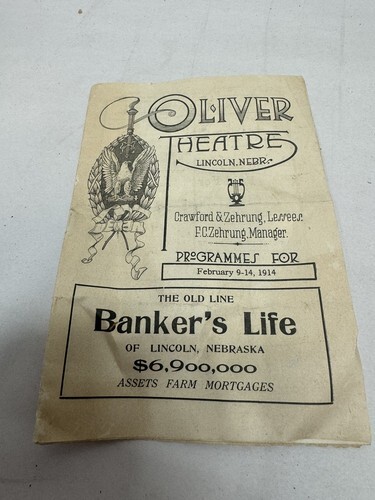 OLIVER
THEATRE
LINCOLN, NEBR.
Crawford & Zehrung, Lessees.
F.C. Zehrung, Manager.
PROGRAMMES FOR
February 9-14, 1914
THE OLD LINE
Banker's Life
OF LINCOLN, NEBRASKA
$6,900,000
ASSETS FARM MORTGAGES